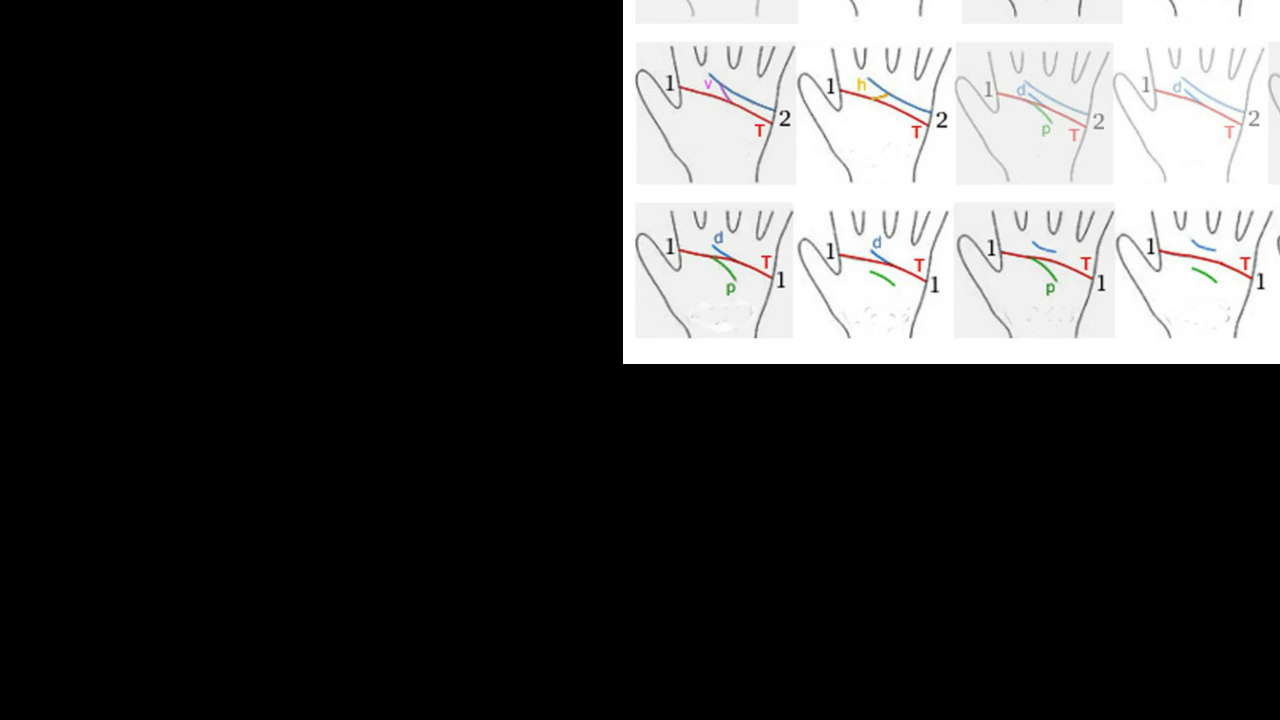 1 v 2 T
1 h 2 T
1 d 2 p T
1 d 2 T
1 d T 1 p
1 d T 1
1 T 1 p
1 T 1